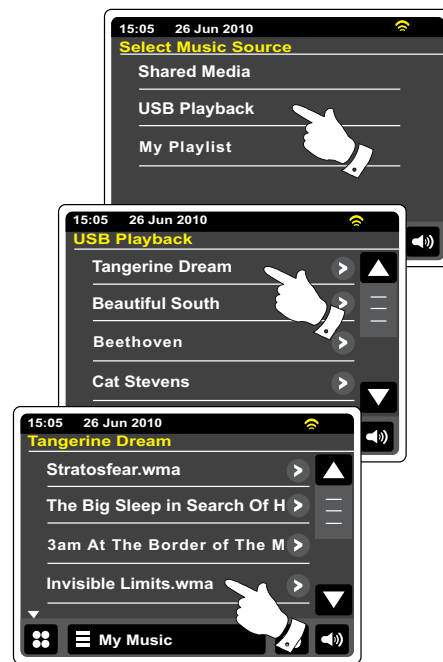 15:05 26 Jun 2010
Select Music Source
Shared Media
USB Playback
My Playlist
15:05 26 Jun 2010
USB Playback
Tangerine Dream
Beautiful South
Beethoven
Cat Stevens
15:05 26 Jun 2010
Tangerine Dream
Stratosfear.wma
The Big Sleep in Search Of H
3am At The Border of The M
Invisible Limits.wma
My Music